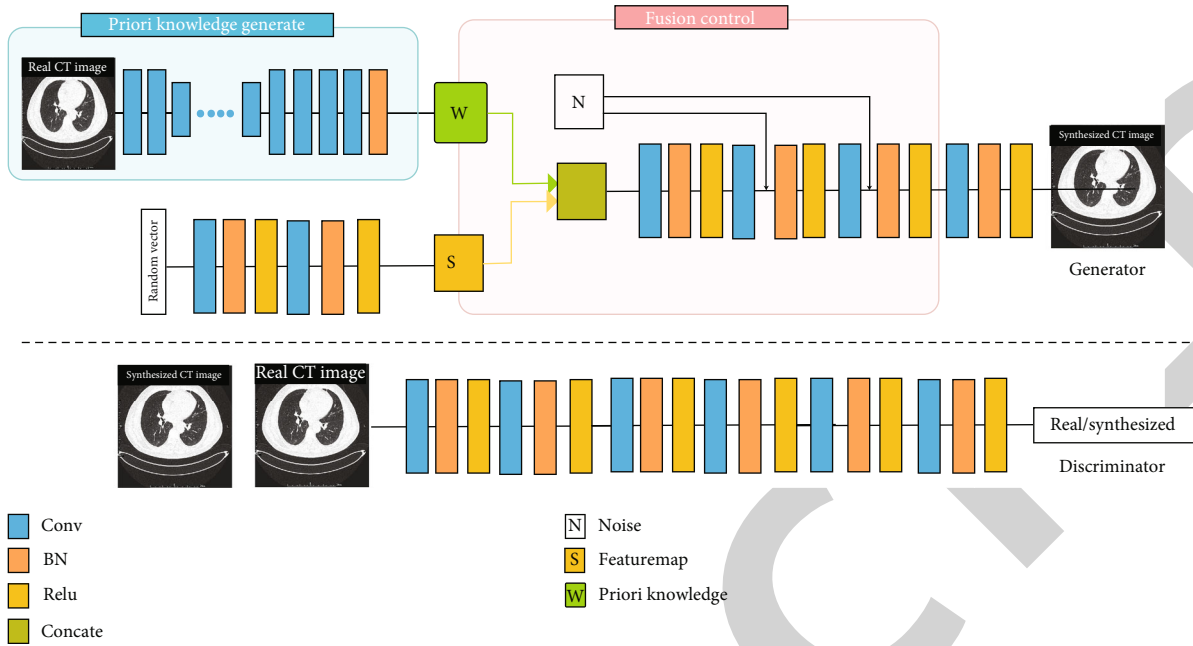 Priori knowledge generate
Fusion control
Real CT image
W
N
Synthesized CT image
Random vector
S
Generator
Synthesized CT image
Real CT image
Real/synthesized
Discriminator
Conv
BN
Relu
Concate
N Noise
S Featuremap
W Priori knowledge